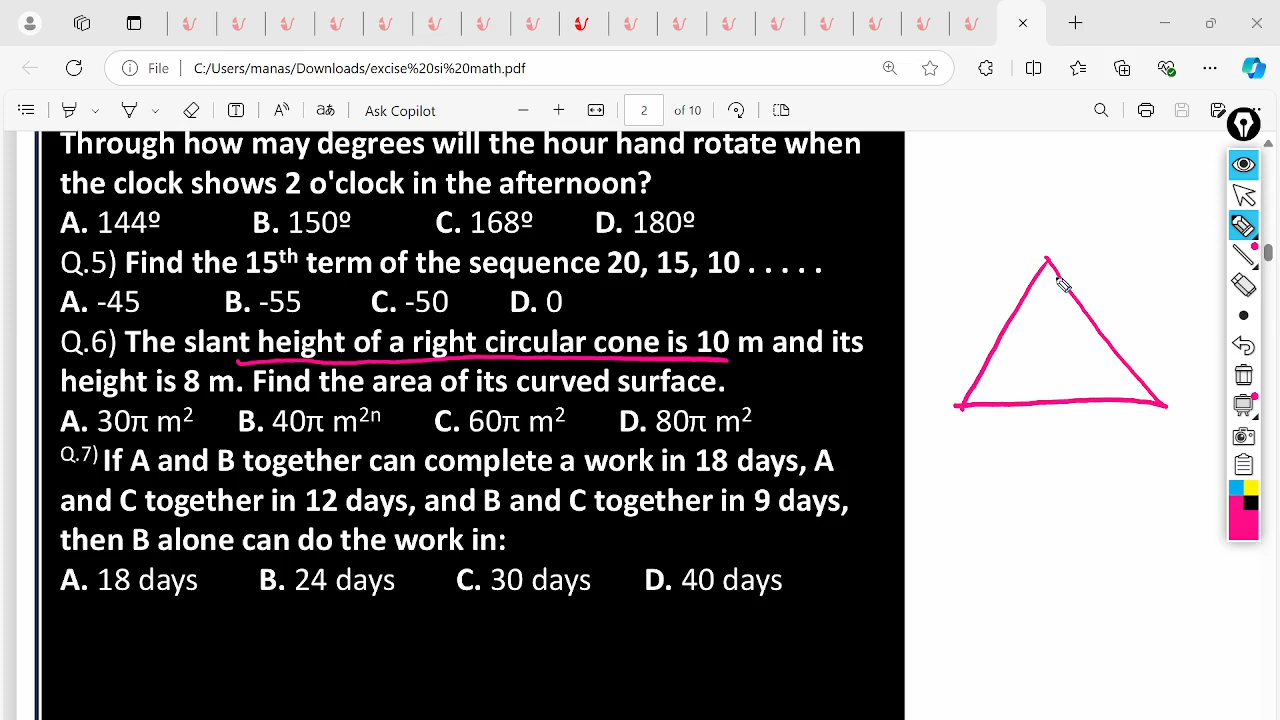 File
C:/Users/manas/Downloads/excise%20si%20math.pdf
Ask Copilot
2
of 10
Through how may degrees will the hour hand rotate when
the clock shows 2 o'clock in the afternoon?
A. 144º B. 150º C. 168º D. 180º
Q.5) Find the 15th term of the sequence 20, 15, 10 . . . . .
A. -45 B. -55 C. -50 D. 0
Q.6) The slant height of a right circular cone is 10 m and its
height is 8 m. Find the area of its curved surface.
A. 30π m² B. 40π m²ⁿ C. 60π m² D. 80π m²
Q.7) If A and B together can complete a work in 18 days, A
and C together in 12 days, and B and C together in 9 days,
then B alone can do the work in:
A. 18 days B. 24 days C. 30 days D. 40 days